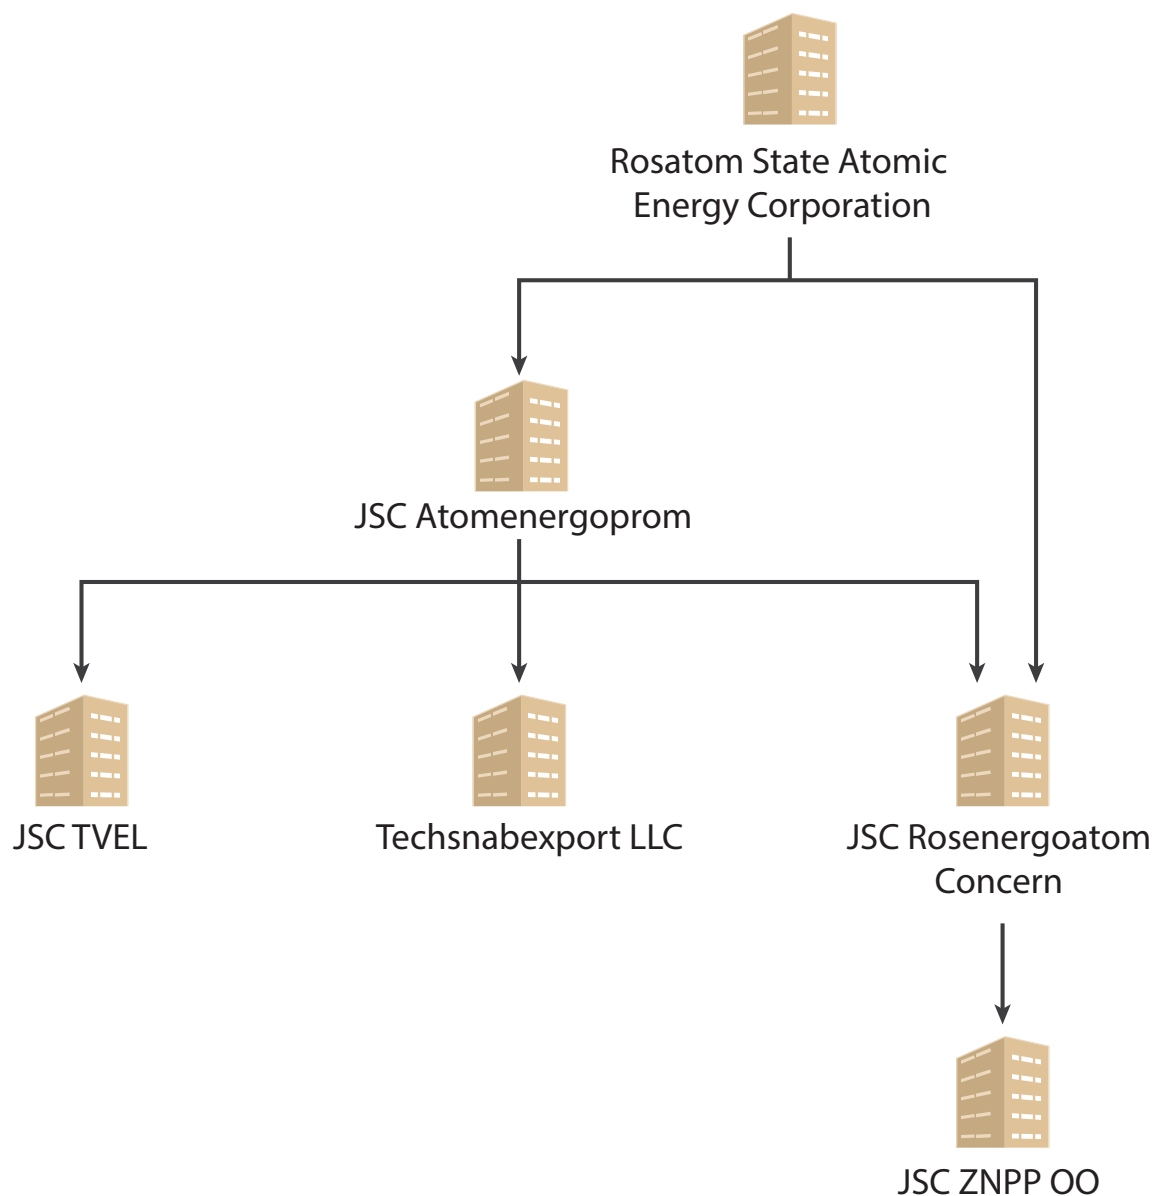 Rosatom State Atomic
Energy Corporation
JSC Atomenergoprom
JSC TVEL
Techsnabexport LLC
JSC Rosenergoatom
Concern
JSC ZNPP OO